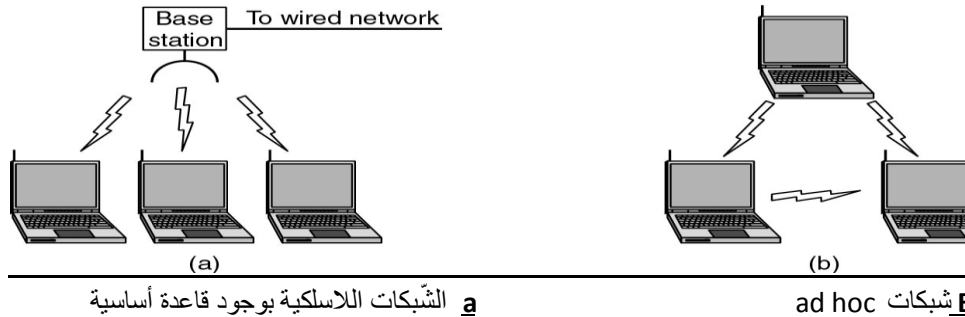 Base station
To wired network
(a)
(b)
a الشّبكات اللاسلكية بوجود قاعدة أساسية
B شبكات ad hoc